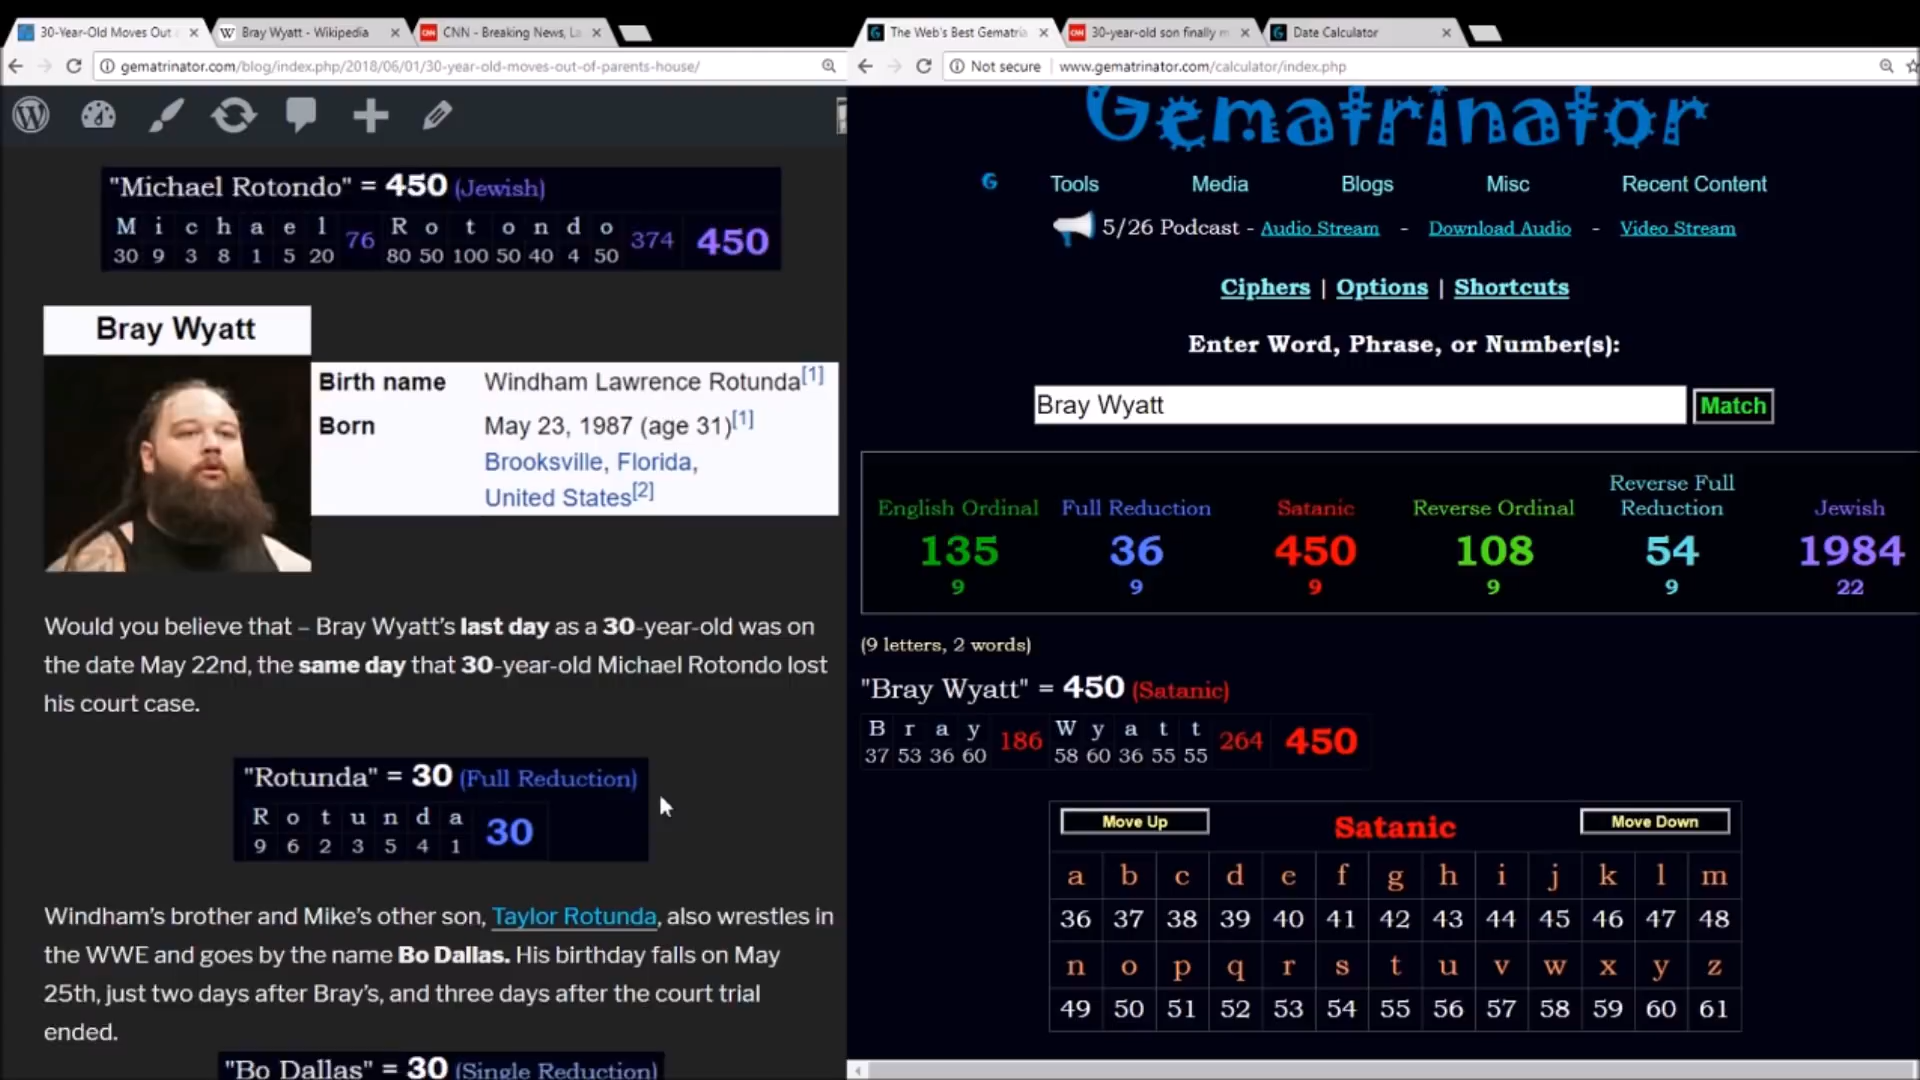 30-Year-Old Moves Out
Bray Wyatt - Wikipedia
CNN - Breaking News, La
gematrinator.com/blog/index.php/2018/06/01/30-year-old-moves-out-of-parents-house/
"Michael Rotondo" = 450 (Jewish)
M i c h a e l 76 R o t o n d o 374 450
30 9 3 8 1 5 20 80 50 100 50 40 4 50
Bray Wyatt
Birth name Windham Lawrence Rotunda[1]
Born May 23, 1987 (age 31)[1]
Brooksville, Florida,
United States[2]
Would you believe that – Bray Wyatt's last day as a 30-year-old was on
the date May 22nd, the same day that 30-year-old Michael Rotondo lost
his court case.
"Rotunda" = 30 (Full Reduction)
R o t u n d a 30
9 6 2 3 5 4 1
Windham's brother and Mike's other son, Taylor Rotunda, also wrestles in
the WWE and goes by the name Bo Dallas. His birthday falls on May
25th, just two days after Bray's, and three days after the court trial
ended.
"Bo Dallas" = 30 (Single Reduction)
The Web's Best Gematria
30-year-old son finally m
Date Calculator
Not secure www.gematrinator.com/calculator/index.php
Gematrinator
G Tools Media Blogs Misc Recent Content
5/26 Podcast - Audio Stream - Download Audio - Video Stream
Ciphers | Options | Shortcuts
Enter Word, Phrase, or Number(s):
Bray Wyatt Match
English Ordinal Full Reduction Satanic Reverse Ordinal Reverse Full Reduction Jewish
135 36 450 108 54 1984
9 9 9 9 9 22
(9 letters, 2 words)
"Bray Wyatt" = 450 (Satanic)
B r a y 186 W y a t t 264 450
37 53 36 60 58 60 36 55 55
Move Up Satanic Move Down
a b c d e f g h i j k l m
36 37 38 39 40 41 42 43 44 45 46 47 48
n o p q r s t u v w x y z
49 50 51 52 53 54 55 56 57 58 59 60 61